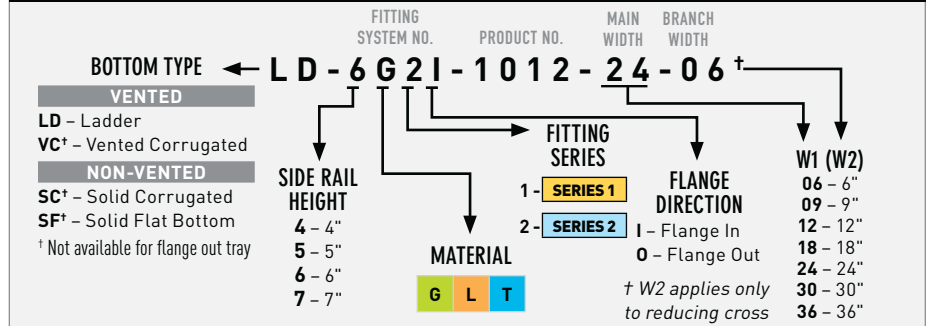 FITTING
SYSTEM NO.
PRODUCT NO.
MAIN
WIDTH
BRANCH
WIDTH
BOTTOM TYPE
LD-6G2I-1012-24-06†
VENTED
LD – Ladder
VC† – Vented Corrugated
NON-VENTED
SC† – Solid Corrugated
SF† – Solid Flat Bottom
† Not available for flange out tray
SIDE RAIL
HEIGHT
4 – 4"
5 – 5"
6 – 6"
7 – 7"
MATERIAL
G L T
FITTING
SERIES
1 - SERIES 1
2 - SERIES 2
FLANGE
DIRECTION
I – Flange In
O – Flange Out
† W2 applies only
to reducing cross
W1 (W2)
06 – 6"
09 – 9"
12 – 12"
18 – 18"
24 – 24"
30 – 30"
36 – 36"